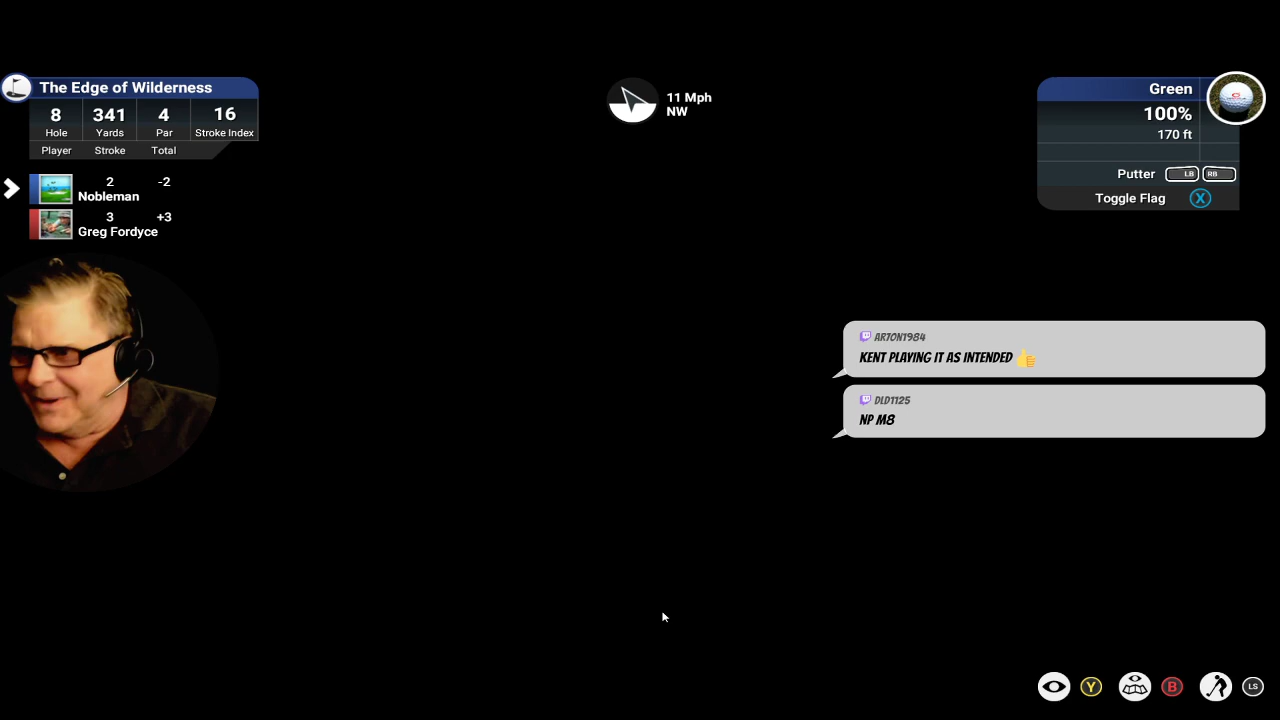 The Edge of Wilderness
8 341 4 16
Hole Yards Par Stroke Index
Player Stroke Total
2 -2
Nobleman
3 +3
Greg Fordyce
11 Mph
NW
Green
100%
170 ft
Putter LB RB
Toggle Flag X
AR7ON1984
KENT PLAYING IT AS INTENDED 👍
DLD1125
NP M8
Y B LS